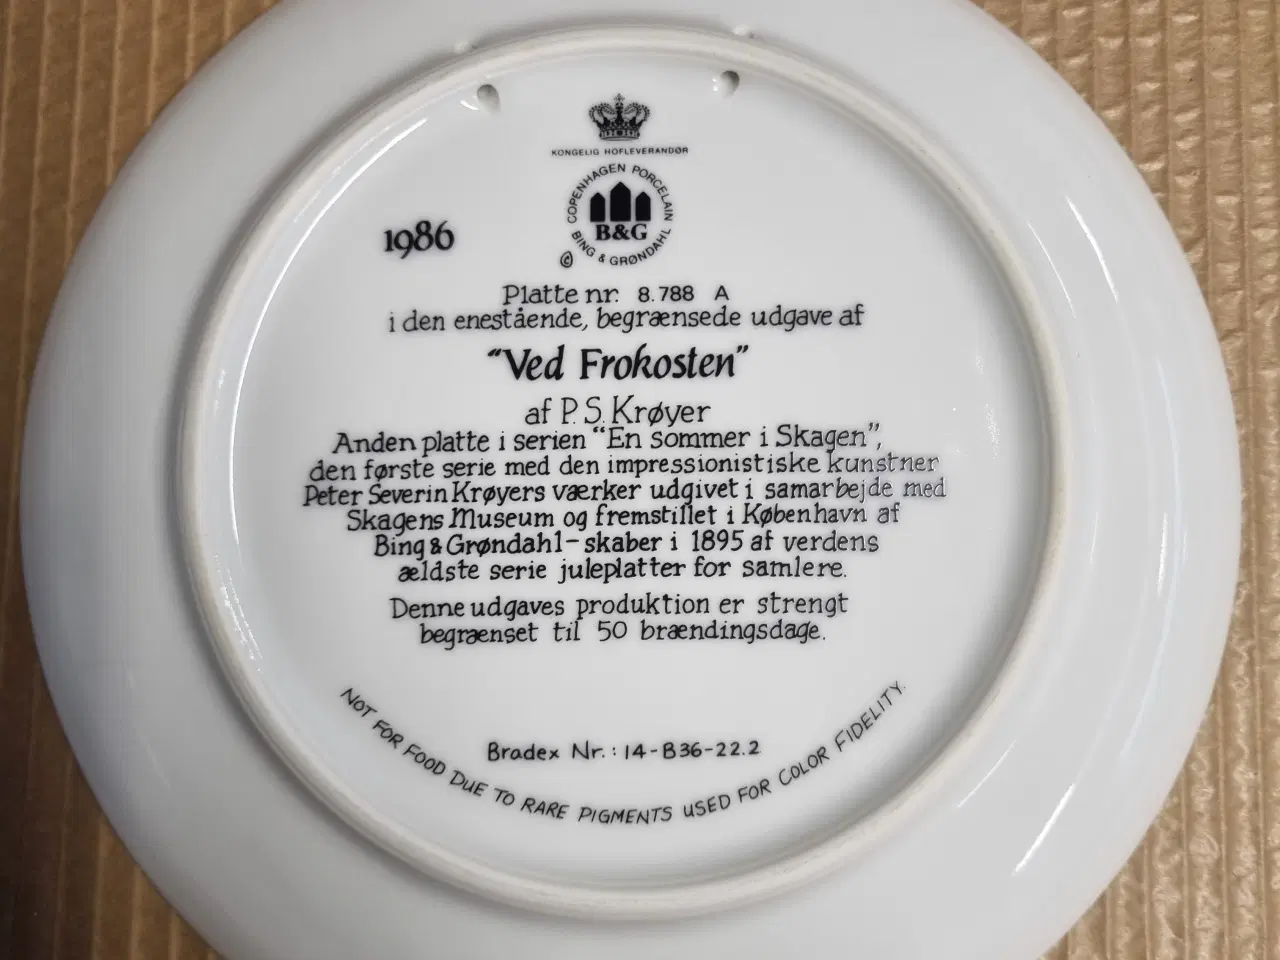 KONGELIG HOFLEVERANDØR
COPENHAGEN PORCELAIN
B&G
BING & GRØNDAHL
©
1986
Platte nr. 8.788 A
i den enestående, begrænsede udgave af
"Ved Frokosten"
af P. S. Krøyer
Anden platte i serien "En sommer i Skagen",
den første serie med den impressionistiske kunstner
Peter Severin Krøyers værker udgivet i samarbejde med
Skagens Museum og fremstillet i København af
Bing & Grøndahl - skaber i 1895 af verdens
ældste serie juleplatter for samlere.
Denne udgaves produktion er strengt
begrænset til 50 brændingsdage.
Bradex Nr.: 14-B36-22.2
NOT FOR FOOD DUE TO RARE PIGMENTS USED FOR COLOR FIDELITY.